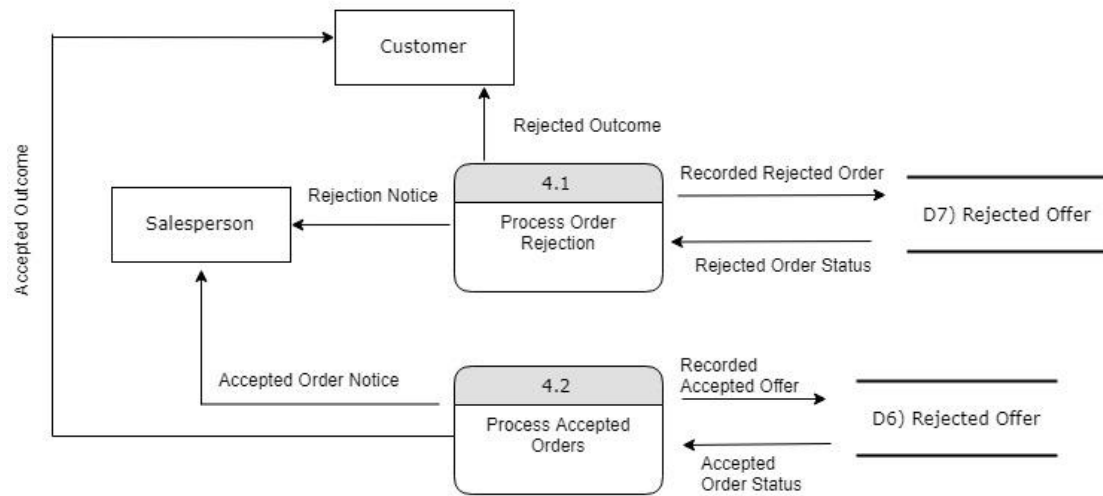 Customer
Accepted Outcome
Rejected Outcome
4.1
Process Order
Rejection
Recorded Rejected Order
D7) Rejected Offer
Rejected Order Status
Rejection Notice
Salesperson
Accepted Order Notice
4.2
Process Accepted
Orders
Recorded
Accepted Offer
D6) Rejected Offer
Accepted
Order Status